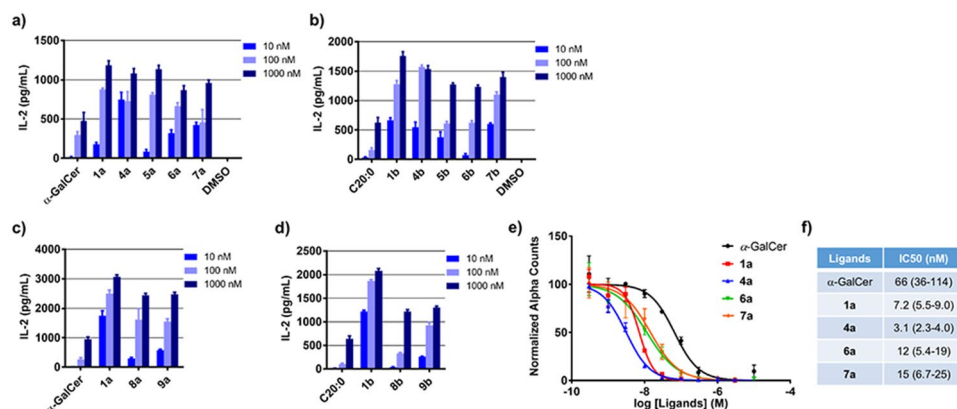 a)
1500
1000
500
0
IL-2 (pg/mL)
α-GalCer
1a
4a
5a
6a
7a
DMSO
10 nM
100 nM
1000 nM
b)
2000
1500
1000
500
0
IL-2 (pg/mL)
C20:0
1b
4b
5b
6b
7b
DMSO
10 nM
100 nM
1000 nM
c)
4000
3000
2000
1000
0
IL-2 (pg/mL)
α-GalCer
1a
8a
9a
10 nM
100 nM
1000 nM
d)
2500
2000
1500
1000
500
0
IL-2 (pg/mL)
C20:0
1b
8b
9b
10 nM
100 nM
1000 nM
e)
Normalized Alpha Counts
150
100
50
0
-10
-8
-6
-4
log [Ligands] (M)
α-GalCer
1a
4a
6a
7a
f)
Ligands IC50 (nM)
α-GalCer 66 (36-114)
1a 7.2 (5.5-9.0)
4a 3.1 (2.3-4.0)
6a 12 (5.4-19)
7a 15 (6.7-25)